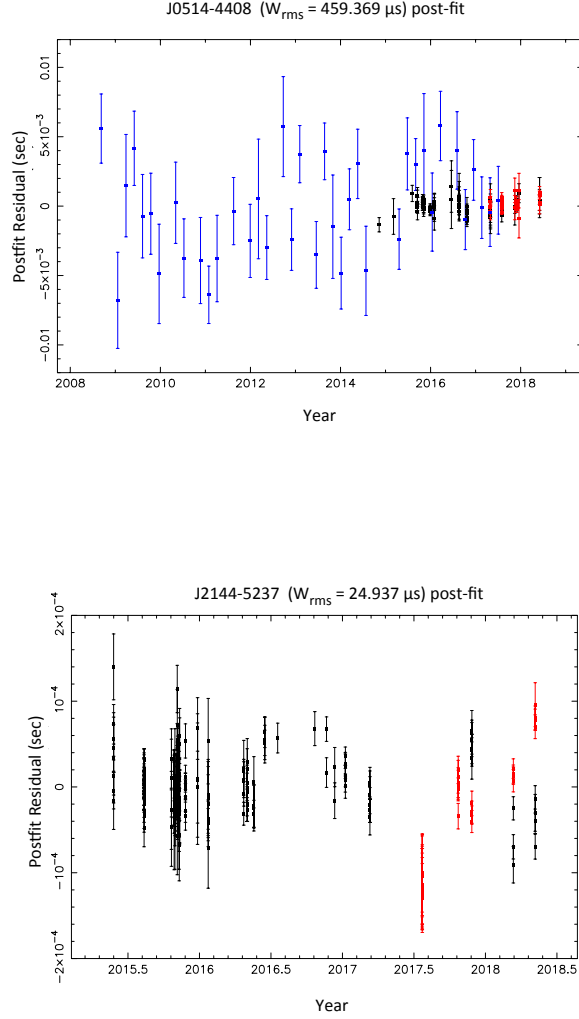 J0514-4408 (Wrms = 459.369 µs) post-fit
0.01
5×10⁻³
0
−5×10⁻³
−0.01
Postfit Residual (sec)
2008 2010 2012 2014 2016 2018
Year
J2144-5237 (Wrms = 24.937 µs) post-fit
2×10⁻⁴
10⁻⁴
0
−10⁻⁴
−2×10⁻⁴
Postfit Residual (sec)
2015.5 2016 2016.5 2017 2017.5 2018 2018.5
Year